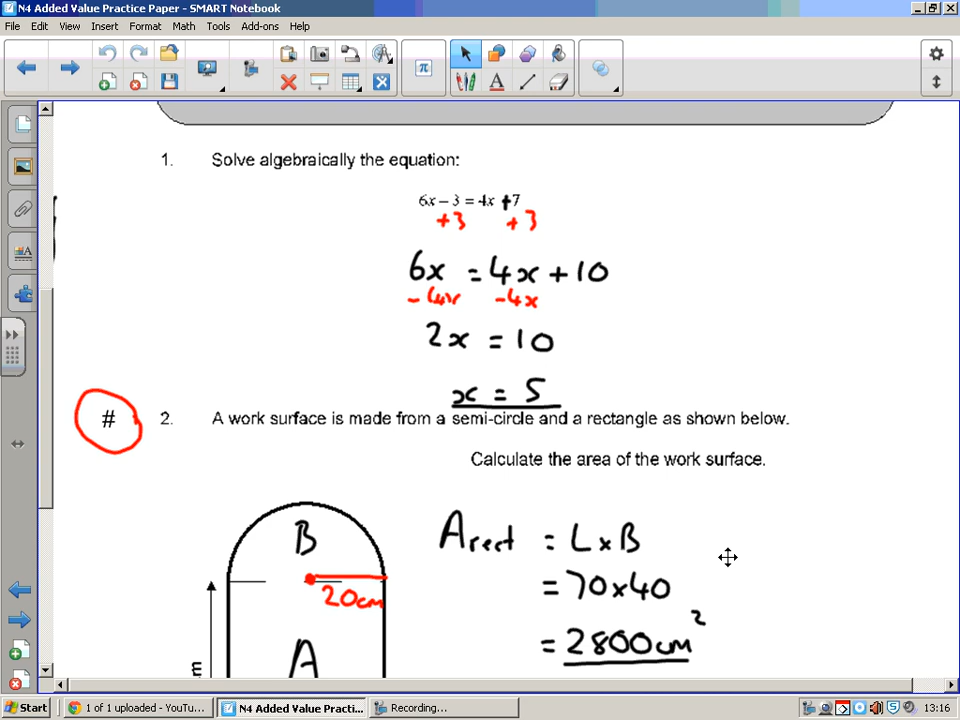 N4 Added Value Practice Paper - SMART Notebook
File Edit View Insert Format Math Tools Add-ons Help
π
A
1. Solve algebraically the equation:
6x – 3 = 4x +7
+3 +3
6x = 4x + 10
- 4x -4x
2x = 10
x = 5
# 2. A work surface is made from a semi-circle and a rectangle as shown below.
Calculate the area of the work surface.
B
20cm
A
m
Arect = L x B
= 70 x 40
= 2800cm²
Start 1 of 1 uploaded - YouTu... N4 Added Value Practi... Recording... 13:16